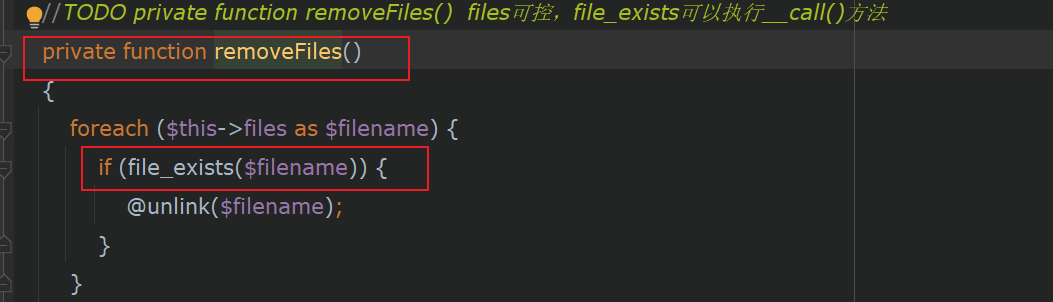 //TODO private function removeFiles() files可控，file_exists可以执行__call()方法
private function removeFiles()
{
foreach ($this->files as $filename) {
if (file_exists($filename)) {
@unlink($filename);
}
}